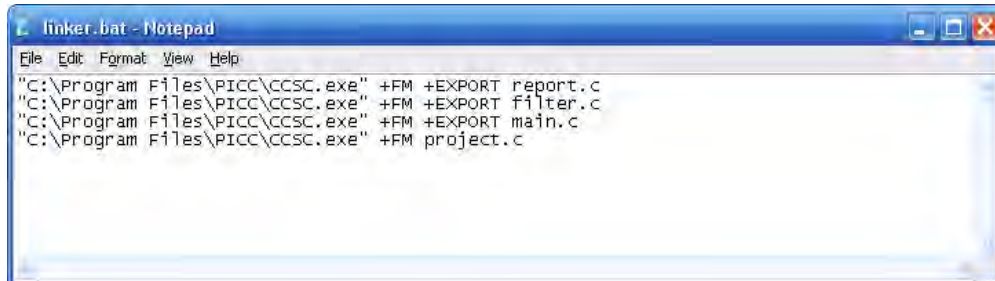 linker.bat - Notepad
File Edit Format View Help
"C:\Program Files\PICC\CCSC.exe" +FM +EXPORT report.c
"C:\Program Files\PICC\CCSC.exe" +FM +EXPORT filter.c
"C:\Program Files\PICC\CCSC.exe" +FM +EXPORT main.c
"C:\Program Files\PICC\CCSC.exe" +FM project.c